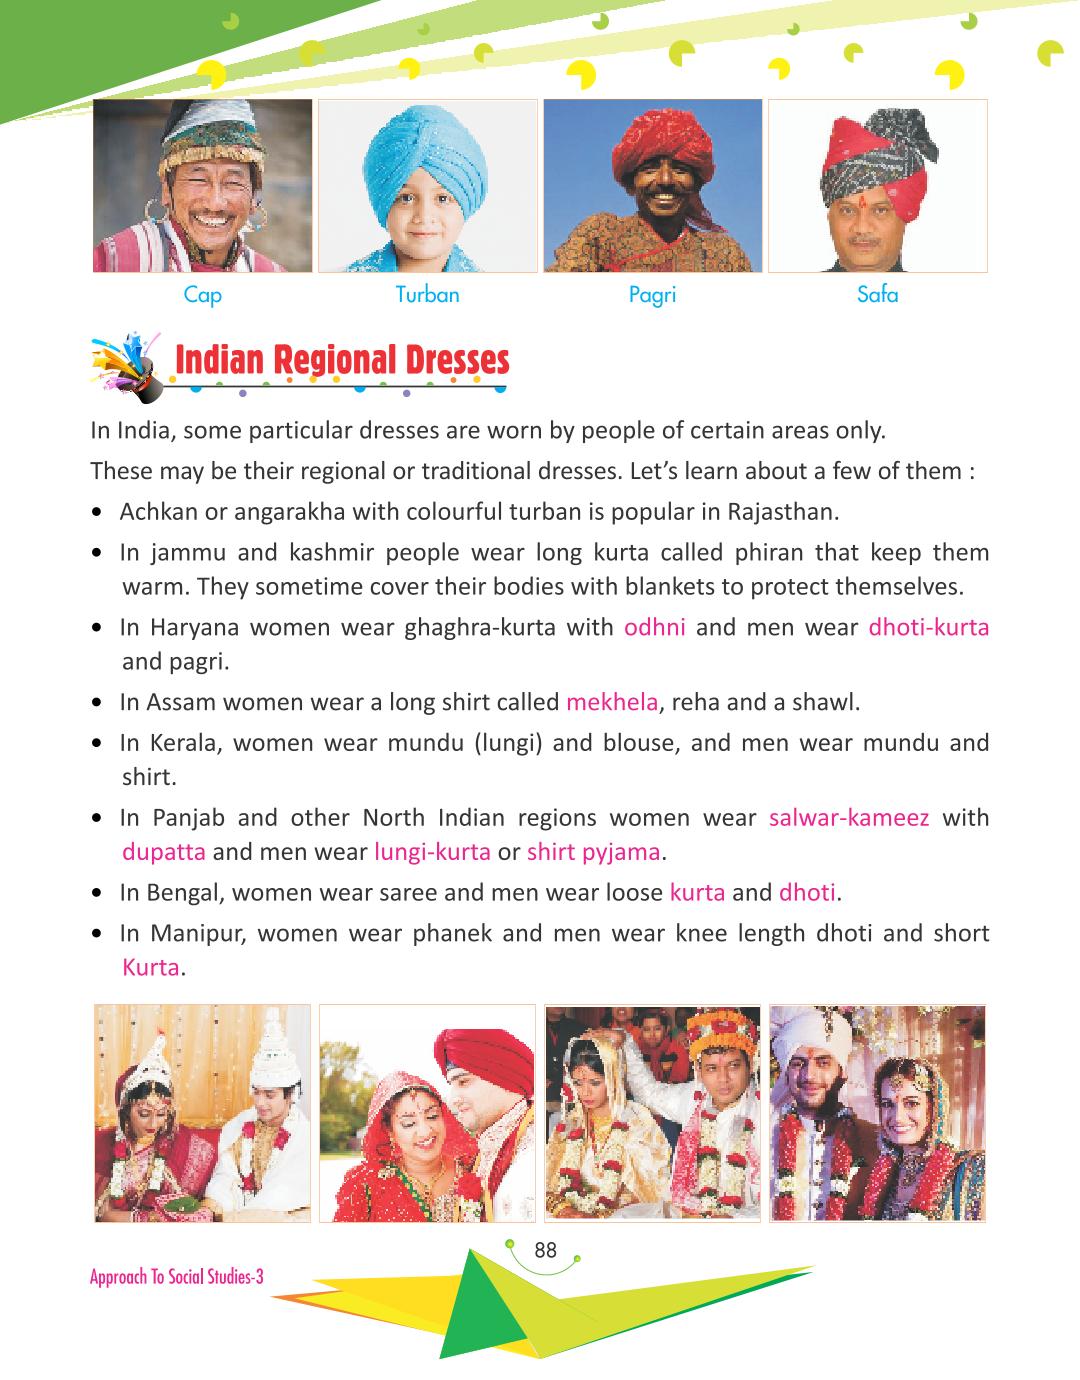 Cap Turban Pagri Safa
Indian Regional Dresses
In India, some particular dresses are worn by people of certain areas only.
These may be their regional or traditional dresses. Let's learn about a few of them :
• Achkan or angarakha with colourful turban is popular in Rajasthan.
• In jammu and kashmir people wear long kurta called phiran that keep them
warm. They sometime cover their bodies with blankets to protect themselves.
• In Haryana women wear ghaghra-kurta with odhni and men wear dhoti-kurta
and pagri.
• In Assam women wear a long shirt called mekhela, reha and a shawl.
• In Kerala, women wear mundu (lungi) and blouse, and men wear mundu and
shirt.
• In Panjab and other North Indian regions women wear salwar-kameez with
dupatta and men wear lungi-kurta or shirt pyjama.
• In Bengal, women wear saree and men wear loose kurta and dhoti.
• In Manipur, women wear phanek and men wear knee length dhoti and short
Kurta.
88
Approach To Social Studies-3